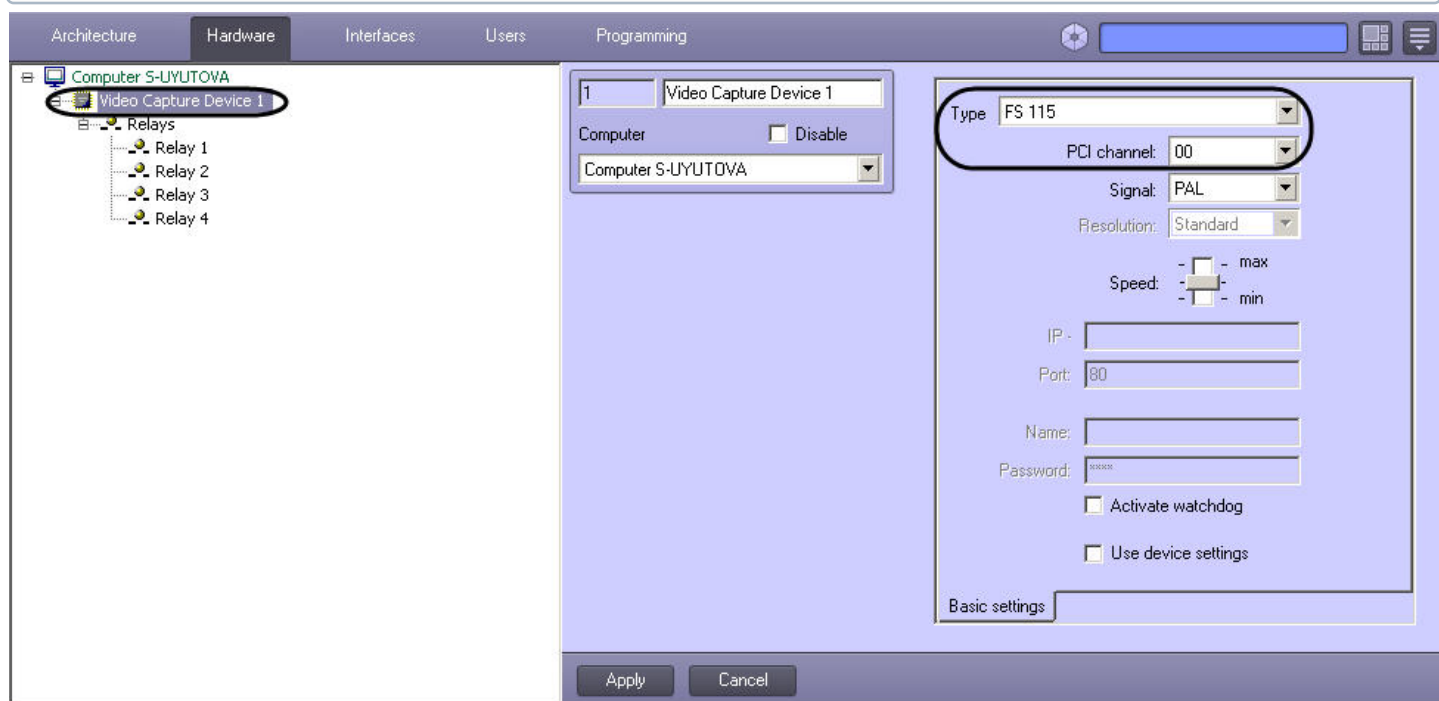 Architecture Hardware Interfaces Users Programming
Computer S-UYUTOVA
Video Capture Device 1
Relays
Relay 1
Relay 2
Relay 3
Relay 4
1 Video Capture Device 1
Computer Disable
Computer S-UYUTOVA
Type FS 115
PCI channel: 00
Signal: PAL
Resolution: Standard
max
Speed:
min
IP -
Port: 80
Name:
Password: ****
Activate watchdog
Use device settings
Basic settings
Apply Cancel